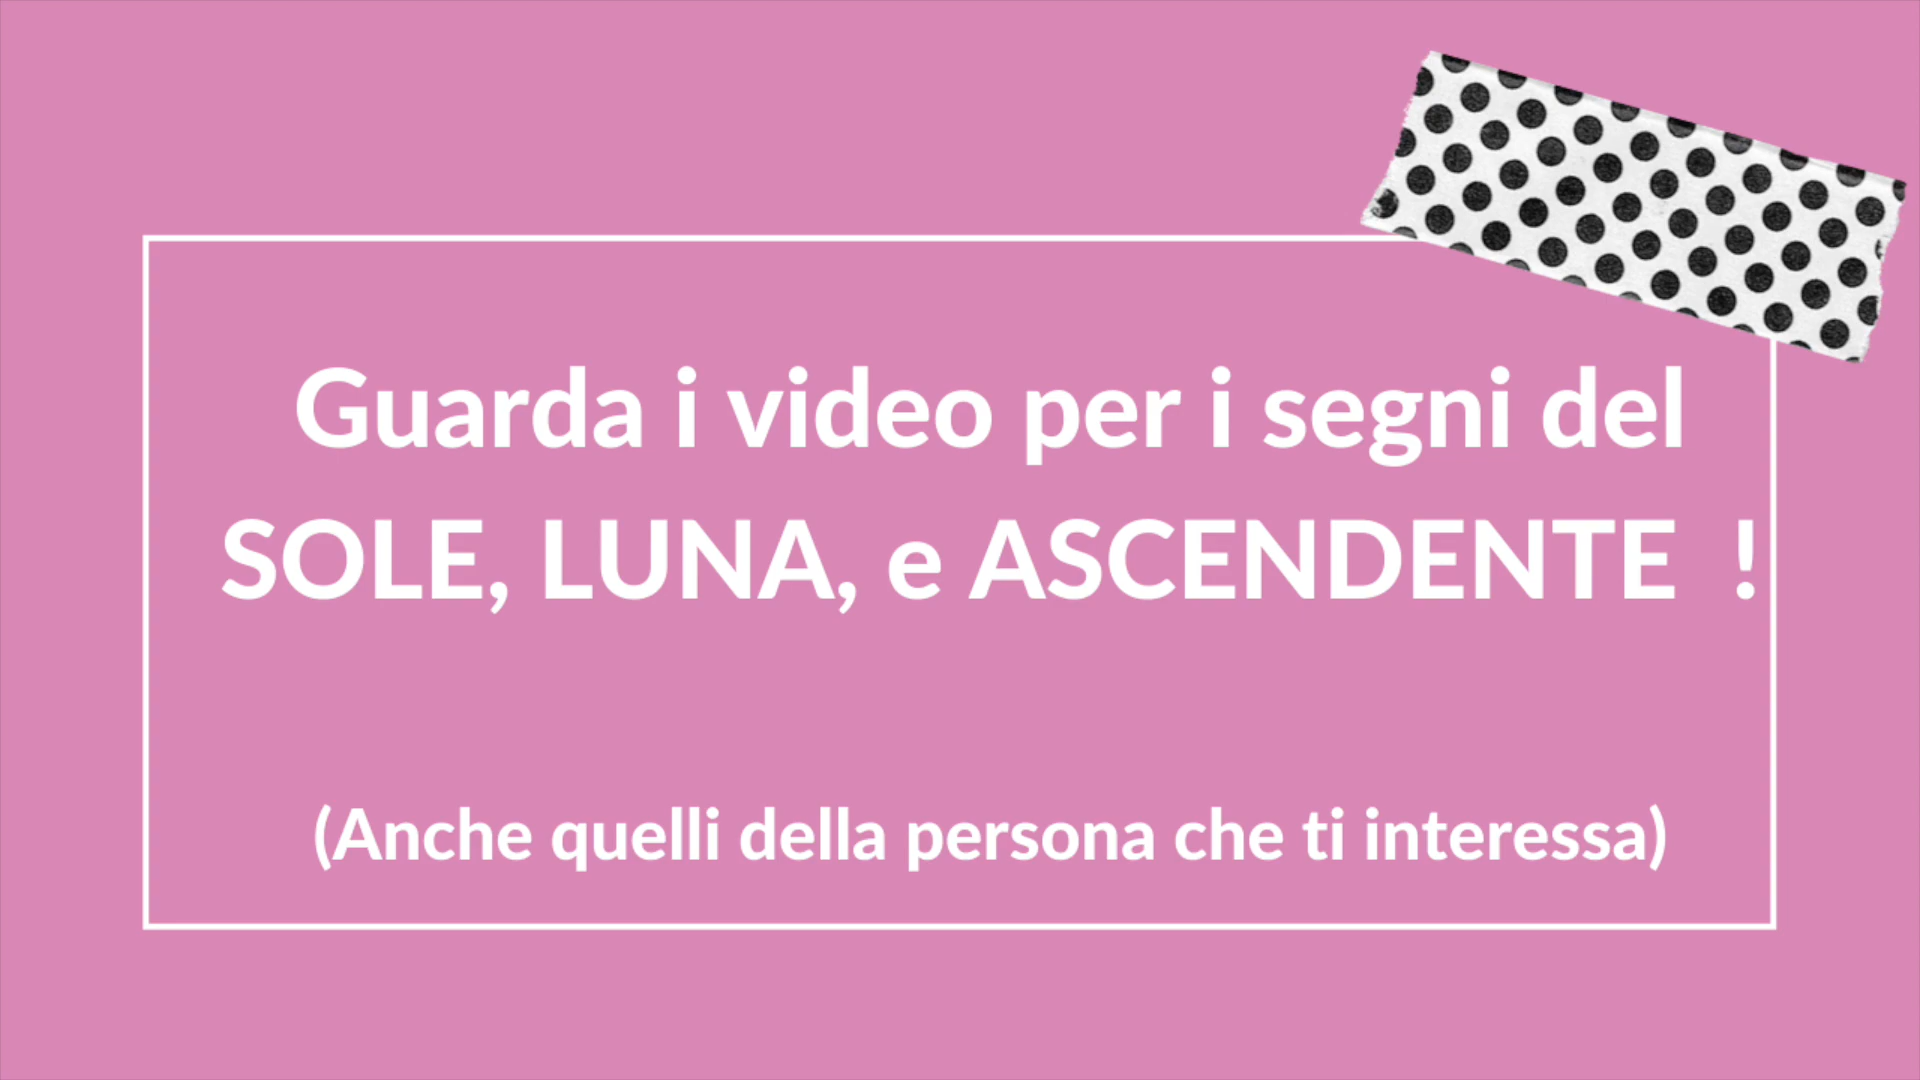 Guarda i video per i segni del
SOLE, LUNA, e ASCENDENTE  !
(Anche quelli della persona che ti interessa)